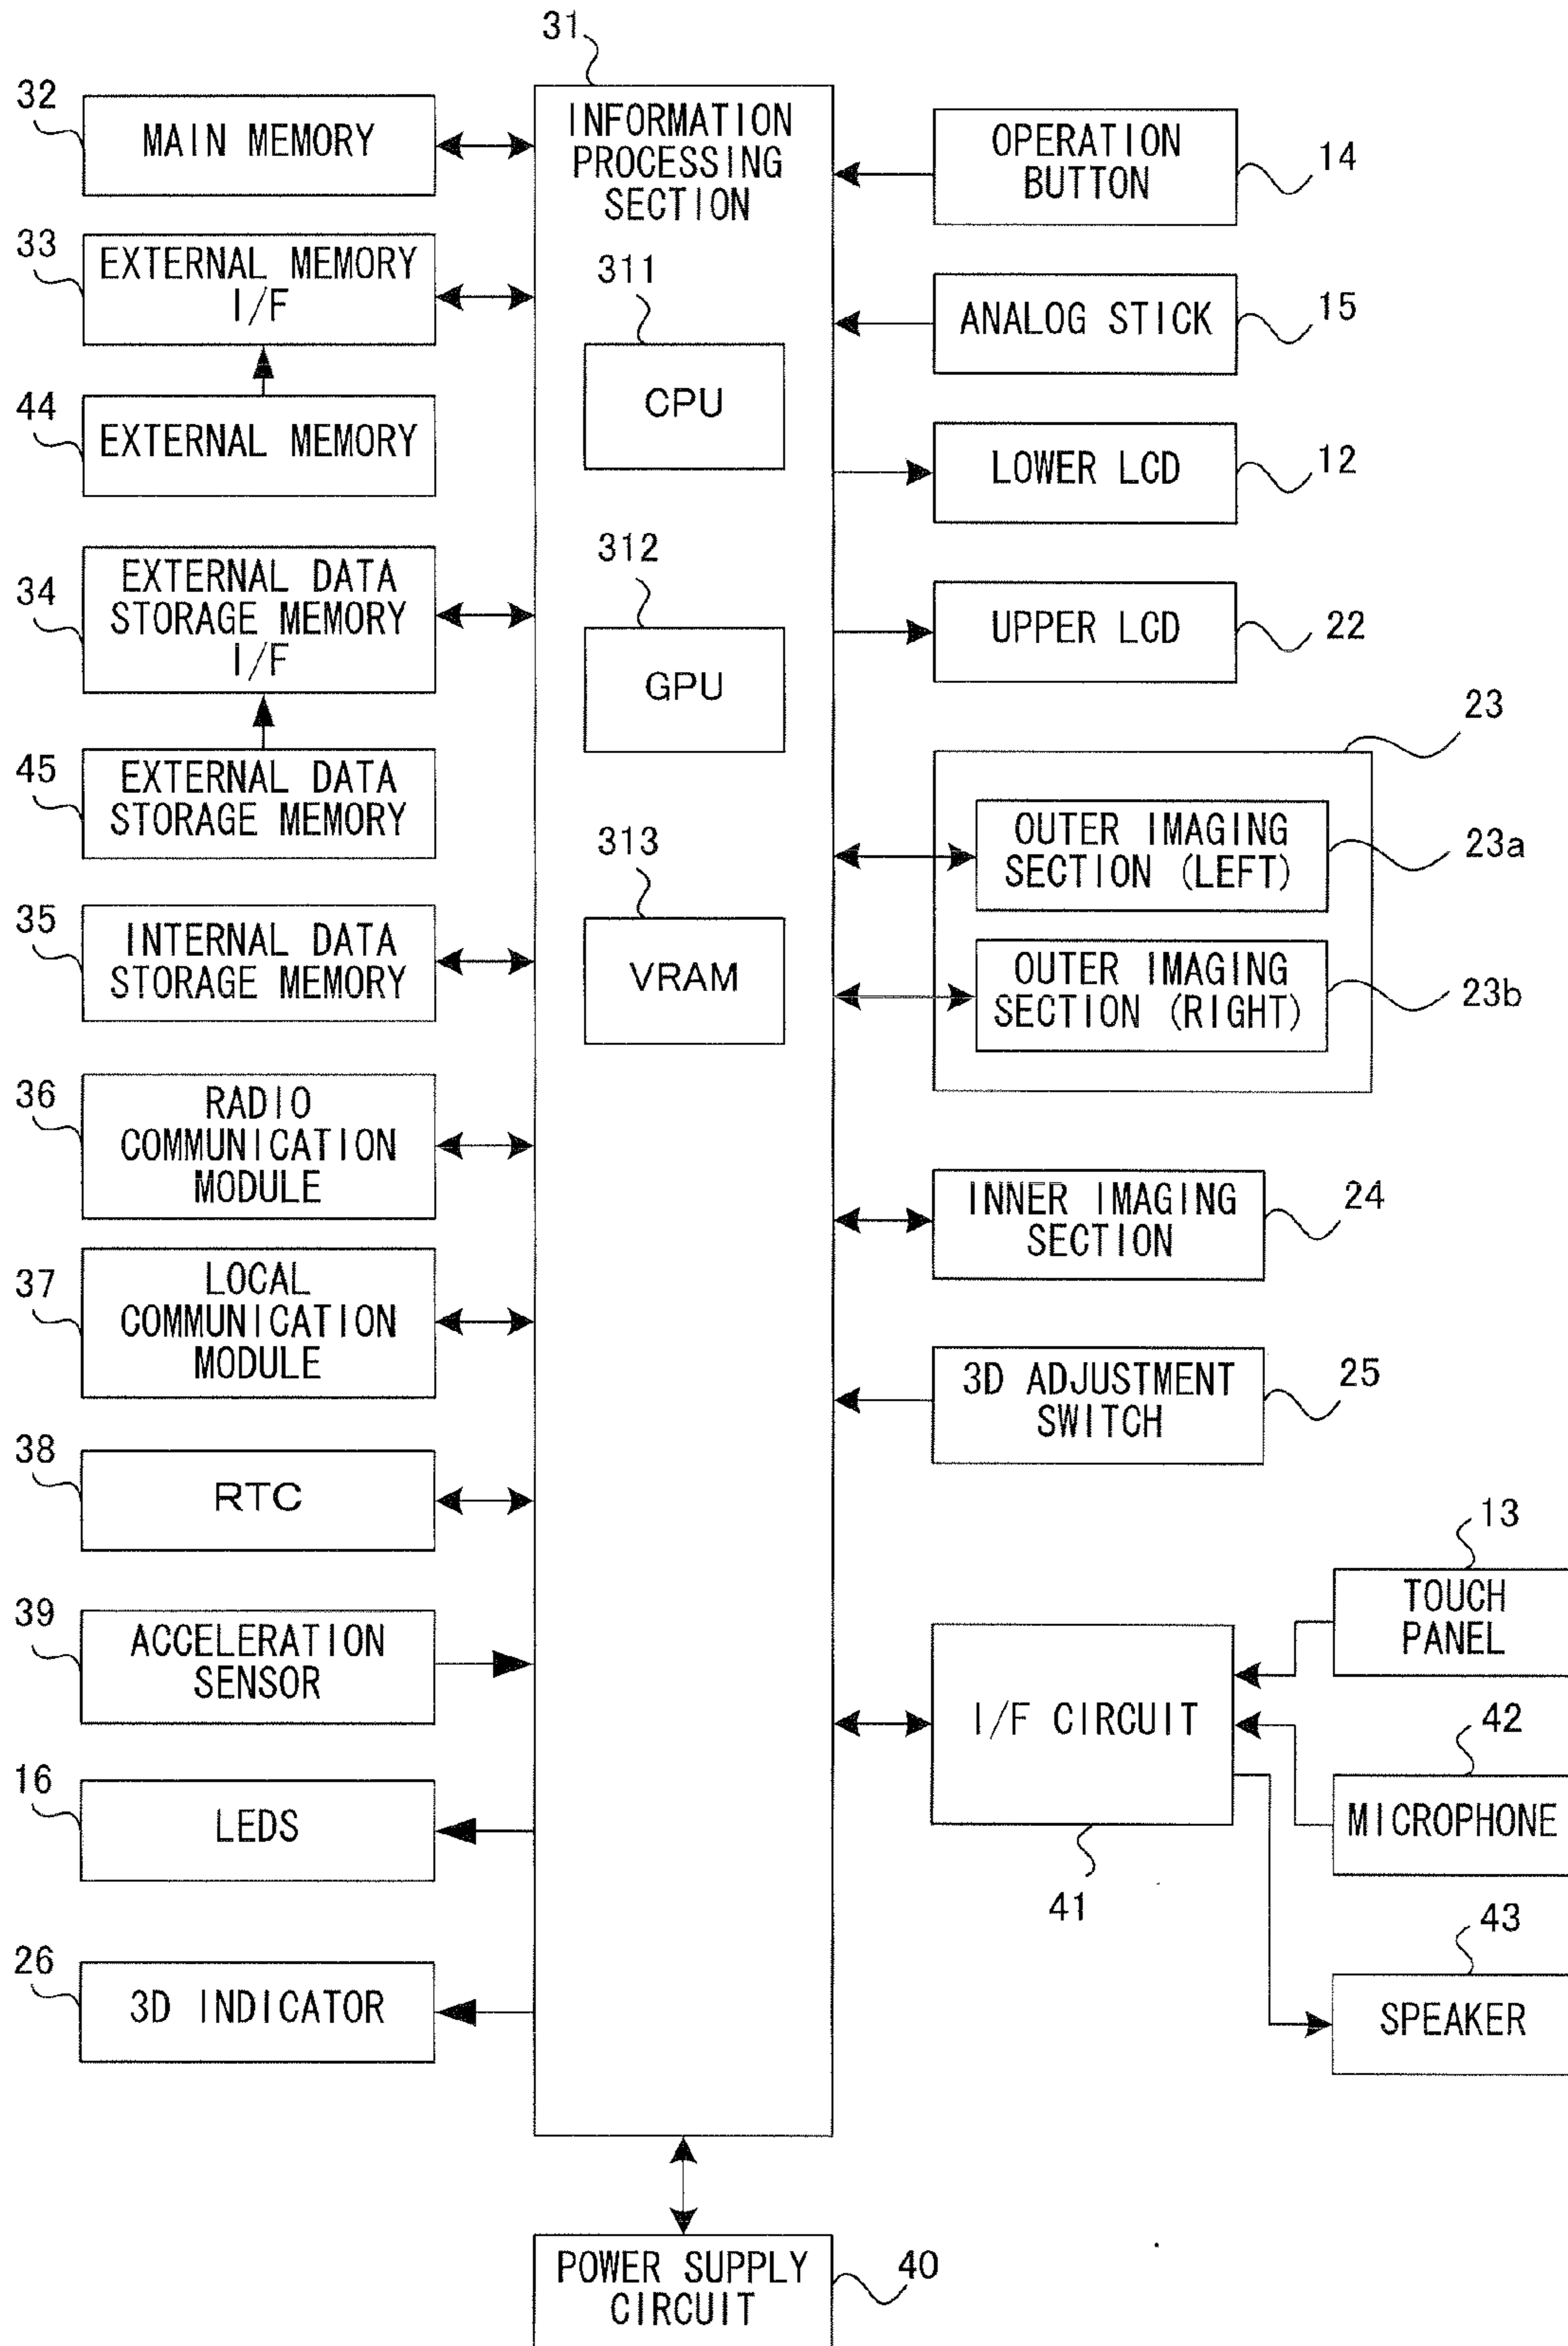 31
INFORMATION
PROCESSING
SECTION
311
CPU
312
GPU
313
VRAM
32
MAIN MEMORY
33
EXTERNAL MEMORY
I/F
44
EXTERNAL MEMORY
34
EXTERNAL DATA
STORAGE MEMORY
I/F
45
EXTERNAL DATA
STORAGE MEMORY
35
INTERNAL DATA
STORAGE MEMORY
36
RADIO
COMMUNICATION
MODULE
37
LOCAL
COMMUNICATION
MODULE
38
RTC
39
ACCELERATION
SENSOR
16
LEDS
26
3D INDICATOR
OPERATION
BUTTON
14
ANALOG STICK
15
LOWER LCD
12
UPPER LCD
22
23
OUTER IMAGING
SECTION (LEFT)
23a
OUTER IMAGING
SECTION (RIGHT)
23b
INNER IMAGING
SECTION
24
3D ADJUSTMENT
SWITCH
25
13
TOUCH
PANEL
I/F CIRCUIT
41
42
MICROPHONE
43
SPEAKER
POWER SUPPLY
CIRCUIT
40